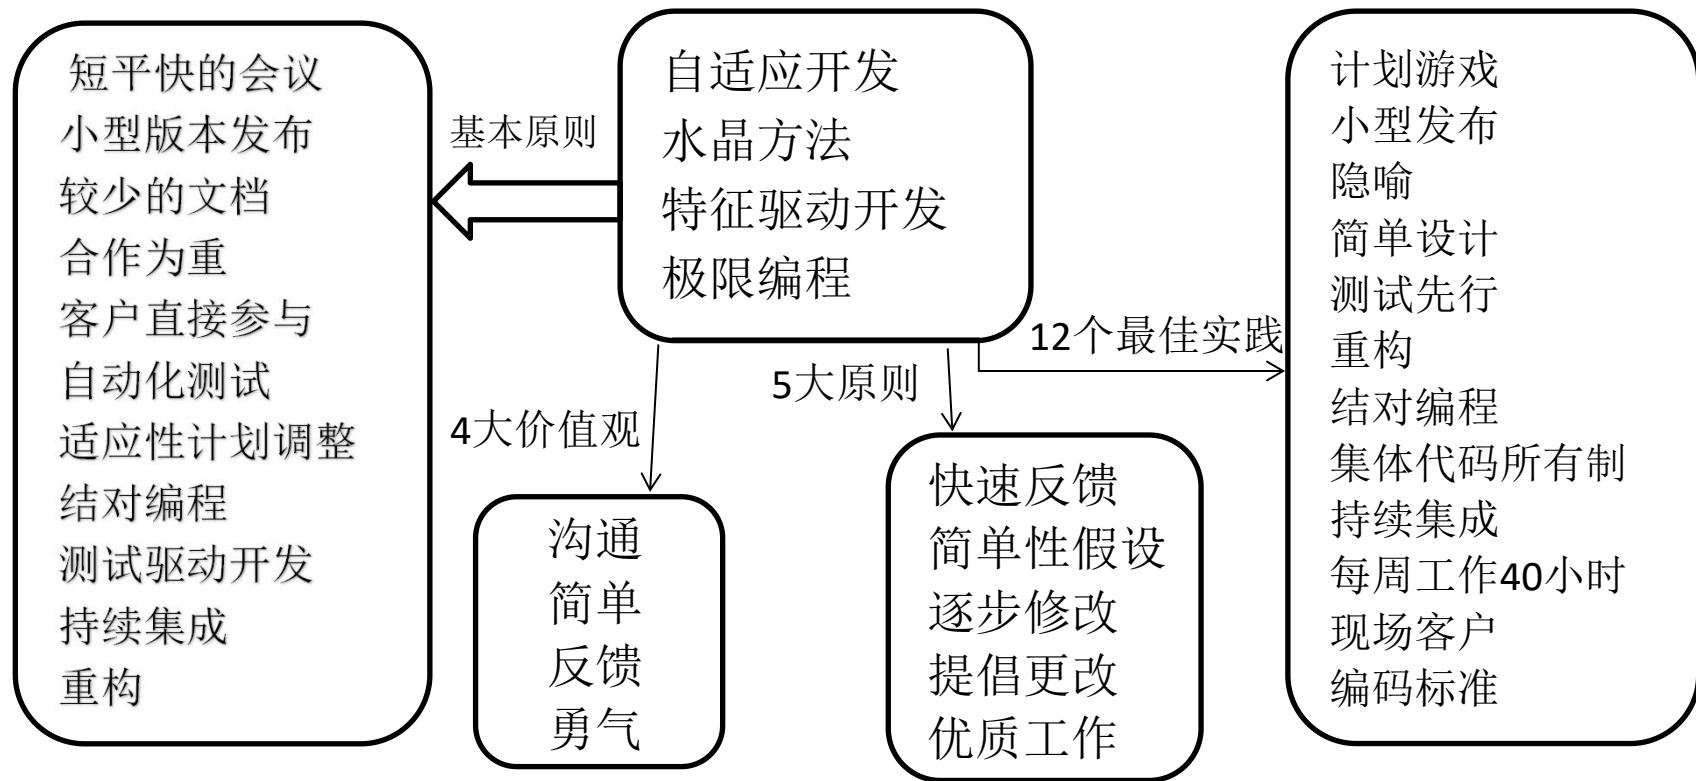 短平快的会议
小型版本发布
较少的文档
合作为重
客户直接参与
自动化测试
适应性计划调整
结对编程
测试驱动开发
持续集成
重构
基本原则
自适应开发
水晶方法
特征驱动开发
极限编程
4大价值观
沟通
简单
反馈
勇气
5大原则
快速反馈
简单性假设
逐步修改
提倡更改
优质工作
12个最佳实践
计划游戏
小型发布
隐喻
简单设计
测试先行
重构
结对编程
集体代码所有制
持续集成
每周工作40小时
现场客户
编码标准